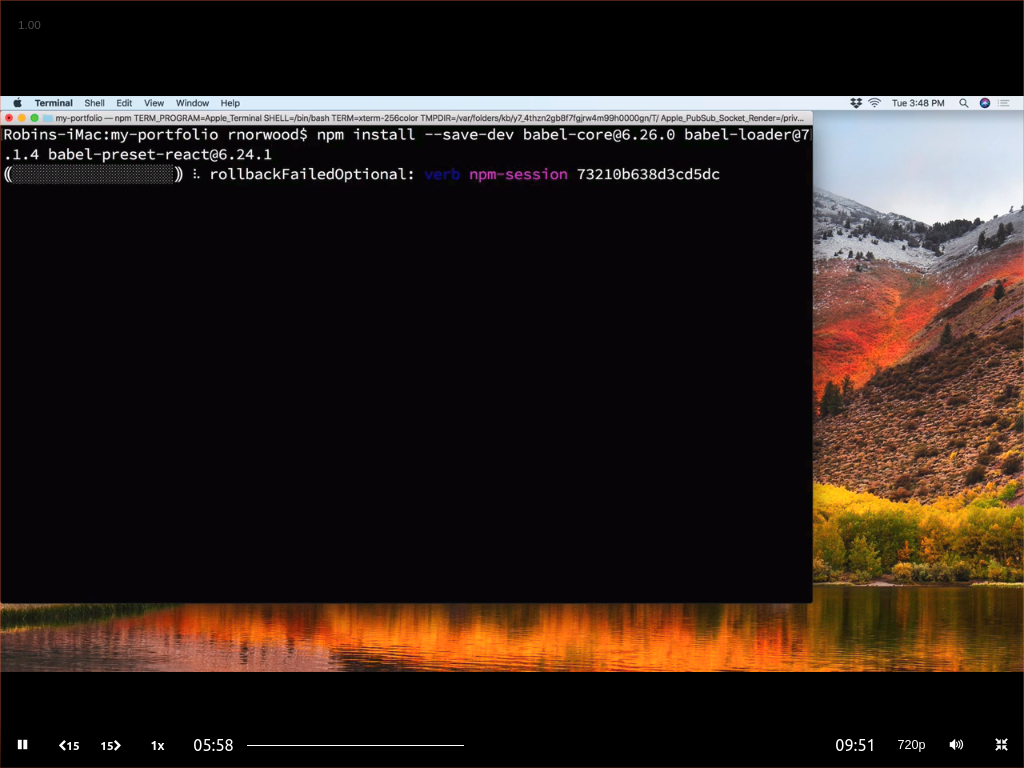 1.00
Terminal Shell Edit View Window Help Tue 3:48 PM
my-portfolio — npm TERM_PROGRAM=Apple_Terminal SHELL=/bin/bash TERM=xterm-256color TMPDIR=/var/folders/kb/y7_4thzn2gb8f7fgjrw4m99h0000gn/T/ Apple_PubSub_Socket_Render=/priv...
Robins-iMac:my-portfolio rnorwood$ npm install --save-dev babel-core@6.26.0 babel-loader@7
.1.4 babel-preset-react@6.24.1
rollbackFailedOptional: verb npm-session 73210b638d3cd5dc
15 15 1x 05:58 09:51 720p